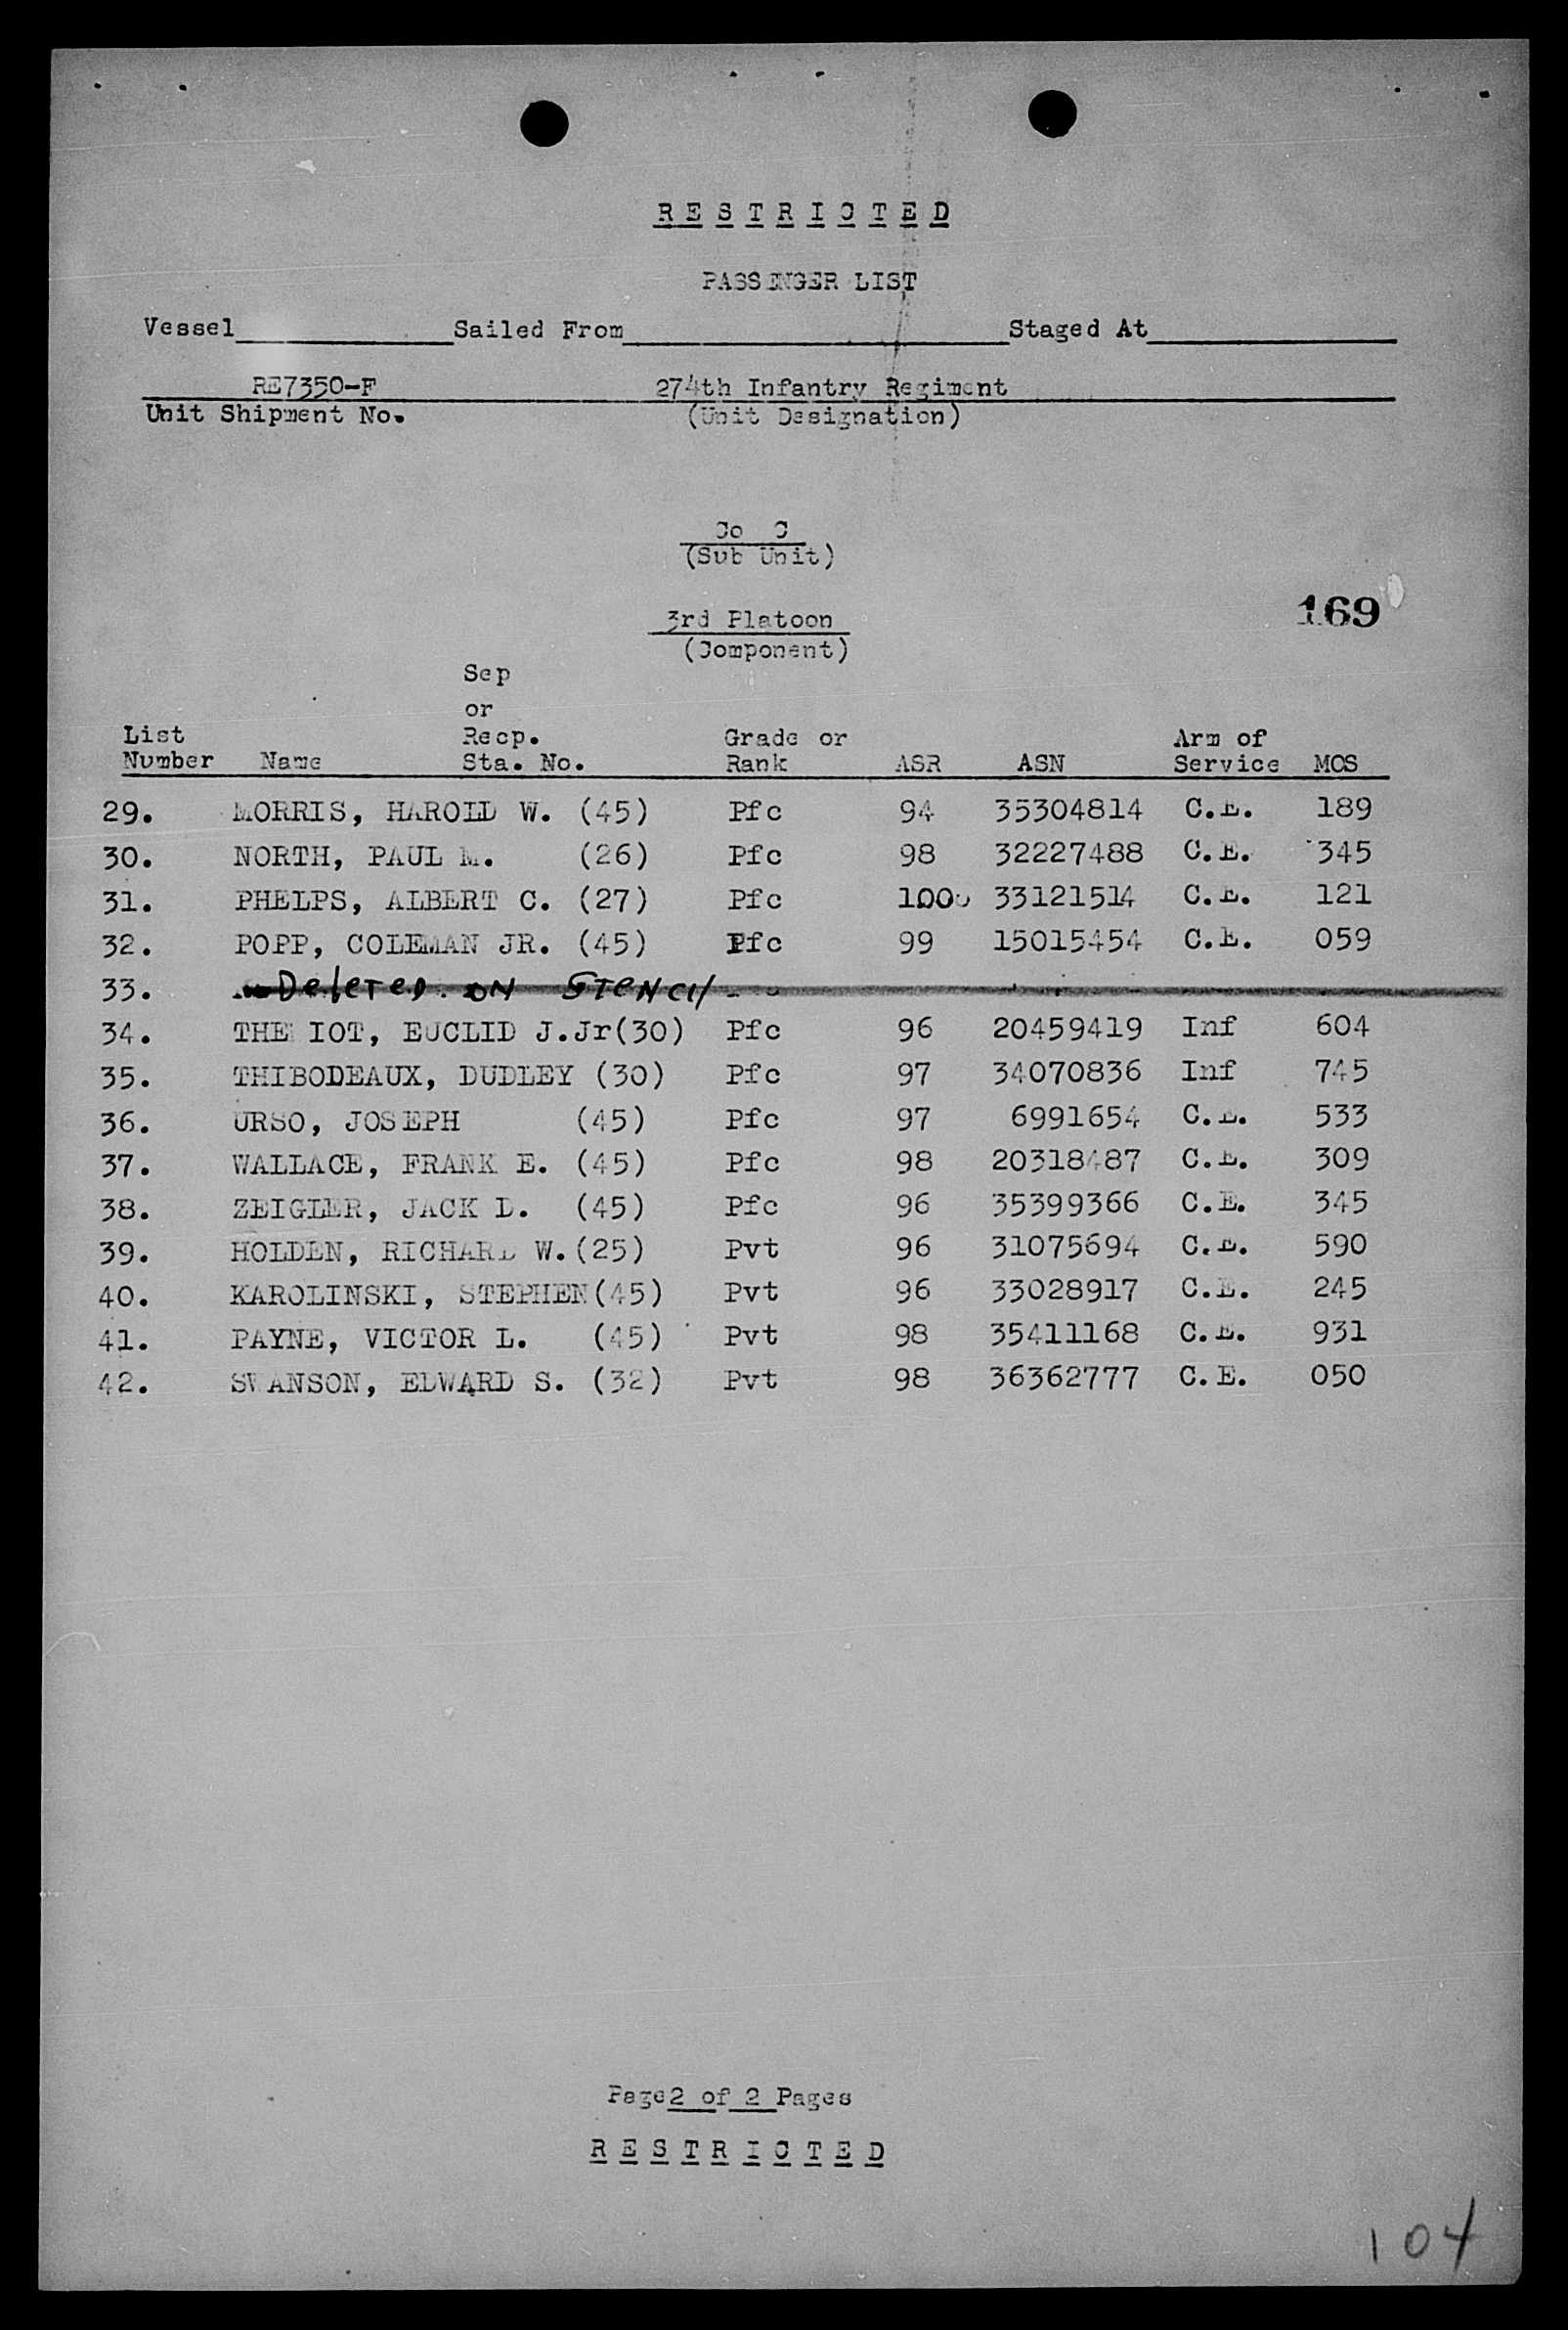 RESTRICTED
PASSENGER LIST
Vessel Sailed From Staged At
RE7350-F 274th Infantry Regiment
Unit Shipment No. (Unit Designation)
Co C
(Sub Unit)
169
3rd Platoon
(Component)
Sep
or
List Recp. Grade or Arm of
Number Name Sta. No. Rank ASR ASN Service MOS
29. MORRIS, HAROLD W. (45) Pfc 94 35304814 C.E. 189
30. NORTH, PAUL M. (26) Pfc 98 32227488 C.E. 345
31. PHELPS, ALBERT C. (27) Pfc 100 33121514 C.E. 121
32. POPP, COLEMAN JR. (45) Pfc 99 15015454 C.E. 059
33. Deleted on Stencil
34. THE IOT, EUCLID J.Jr(30) Pfc 96 20459419 Inf 604
35. THIBODEAUX, DUDLEY (30) Pfc 97 34070836 Inf 745
36. URSO, JOSEPH (45) Pfc 97 6991654 C.E. 533
37. WALLACE, FRANK E. (45) Pfc 98 20318487 C.E. 309
38. ZEIGLER, JACK D. (45) Pfc 96 35399366 C.E. 345
39. HOLDEN, RICHARD W.(25) Pvt 96 31075694 C.E. 590
40. KAROLINSKI, STEPHEN(45) Pvt 96 33028917 C.E. 245
41. PAYNE, VICTOR L. (45) Pvt 98 35411168 C.E. 931
42. SWANSON, EDWARD S. (32) Pvt 98 36362777 C.E. 050
Page 2 of 2 Pages
RESTRICTED
104